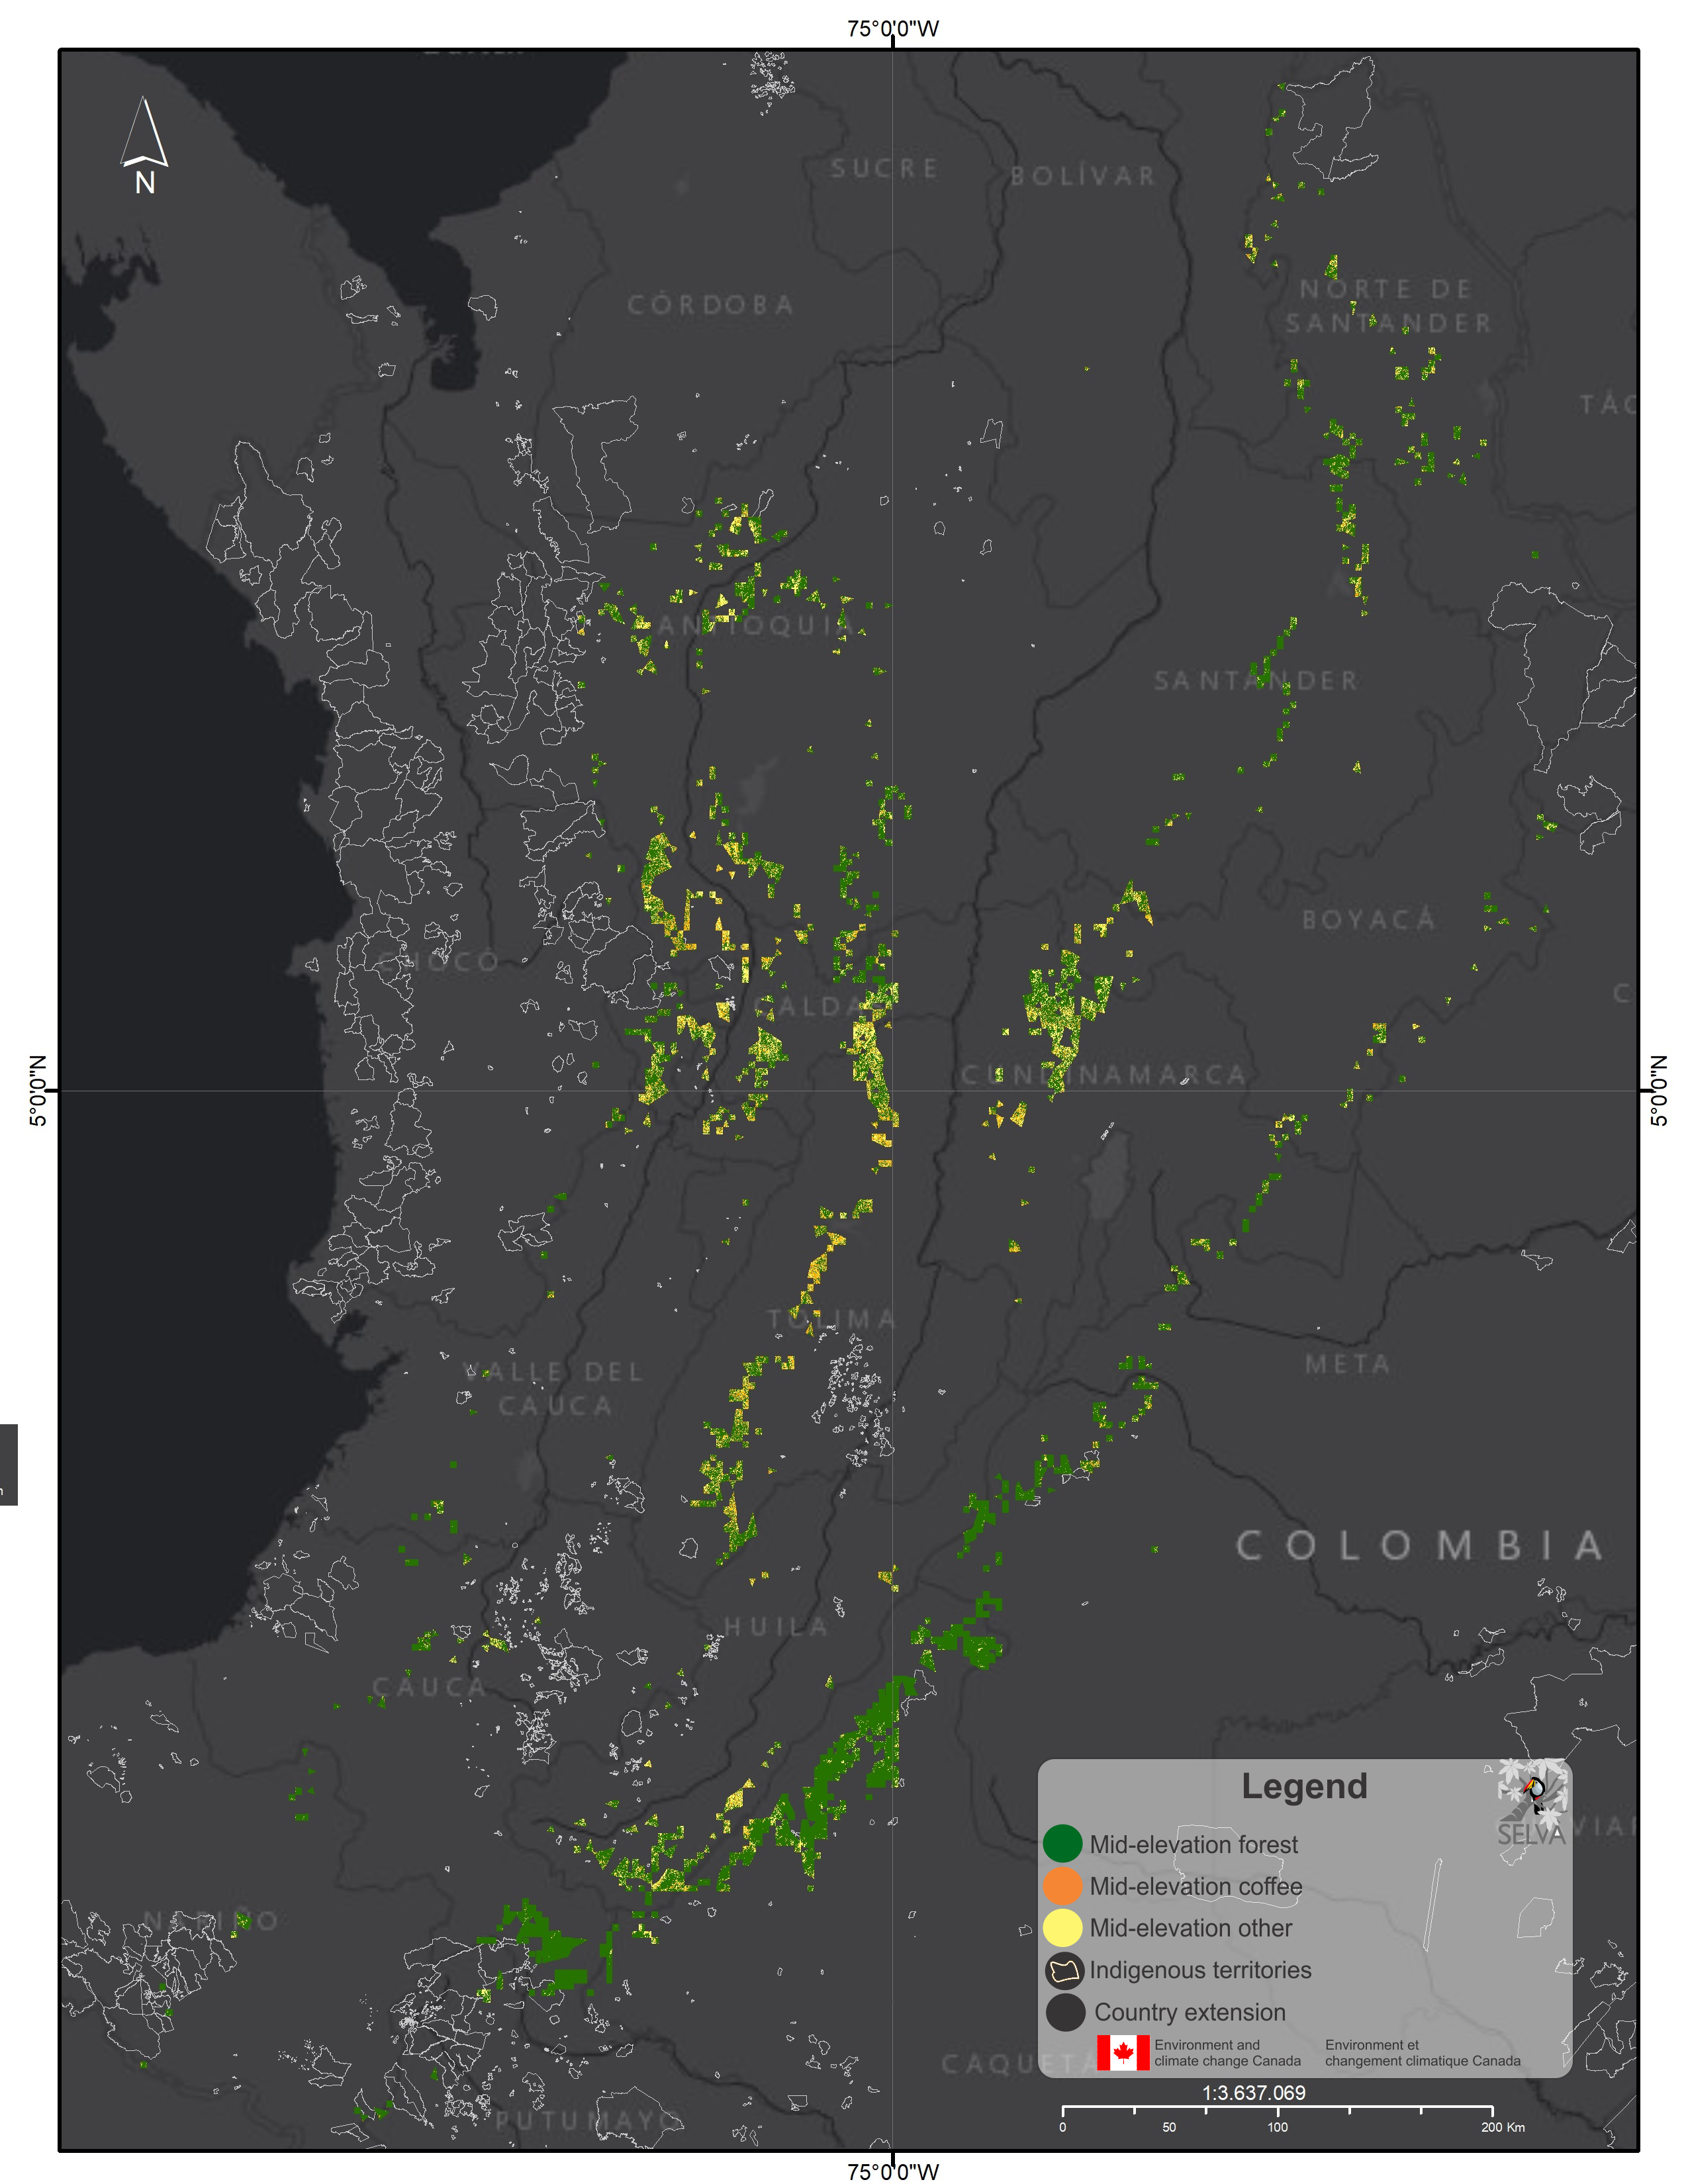 75°0'0"W
N
SUCRE
BOLÍVAR
CÓRDOBA
NORTE DE
SANTANDER
ANTIOQUIA
SANTANDER
BOYACÁ
CHOCÓ
CALDAS
5°0'0"N
5°0'0"N
CUNDINAMARCA
TOLIMA
VALLE DEL
CAUCA
META
COLOMBIA
HUILA
CAUCA
NARIÑO
CAQUETÁ
PUTUMAYO
Legend
SELVA
Mid-elevation forest
Mid-elevation coffee
Mid-elevation other
Indigenous territories
Country extension
Environment and
climate change Canada
Environment et
changement climatique Canada
1:3.637.069
0 50 100 200 Km
75°0'0"W